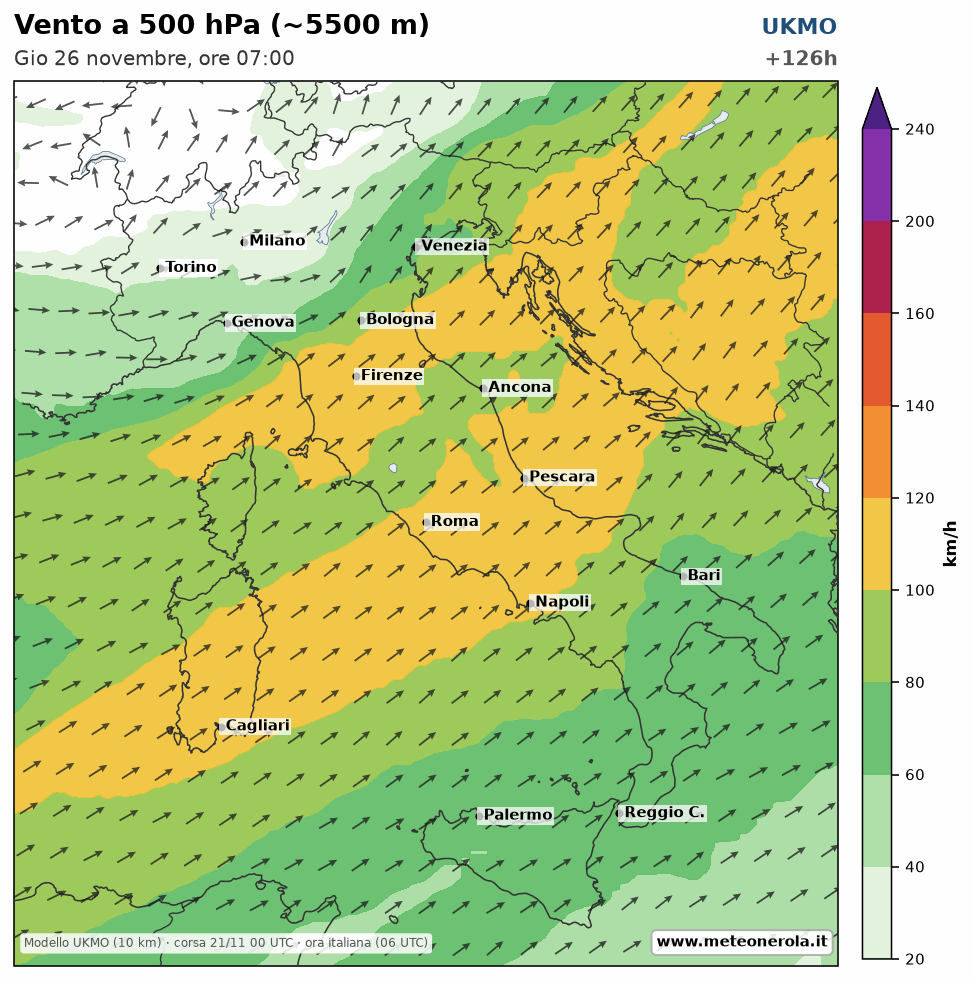 Vento a 500 hPa (~5500 m)
UKMO
Gio 26 novembre, ore 07:00
+126h
Milano
Venezia
Torino
Genova
Bologna
Firenze
Ancona
Pescara
Roma
Bari
Napoli
Cagliari
Palermo
Reggio C.
240
200
160
140
120
100
80
60
40
20
km/h
Modello UKMO (10 km) · corsa 21/11 00 UTC · ora italiana (06 UTC)
www.meteonerola.it